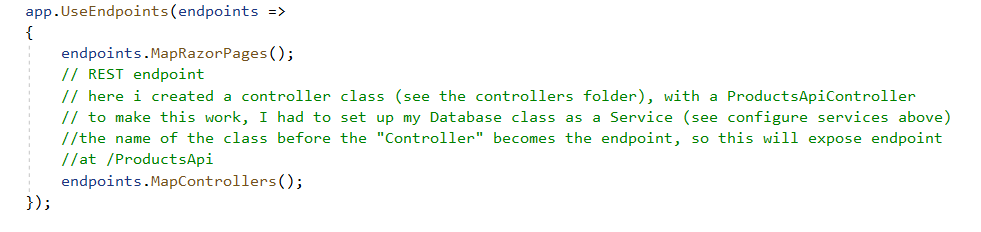 app.UseEndpoints(endpoints =>
{
endpoints.MapRazorPages();
// REST endpoint
// here i created a controller class (see the controllers folder), with a ProductsApiController
// to make this work, I had to set up my Database class as a Service (see configure services above)
//the name of the class before the "Controller" becomes the endpoint, so this will expose endpoint
//at /ProductsApi
endpoints.MapControllers();
});